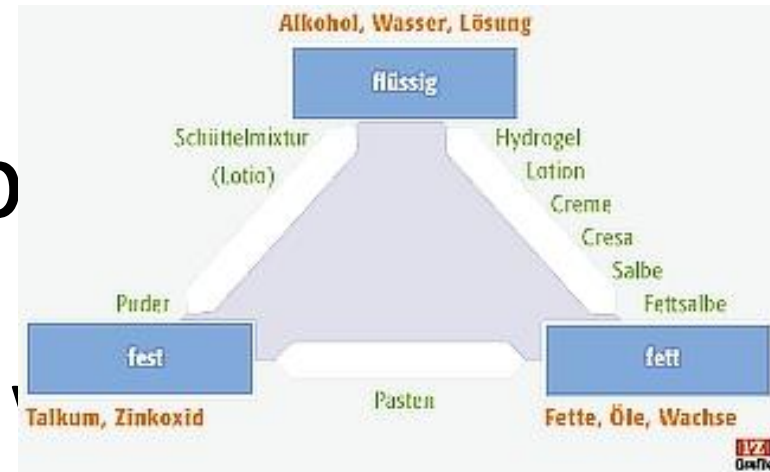 Alkohol, Wasser, Lösung
flüssig
Schüttelmixtur
(Lotio)
Hydrogel
Lotion
Creme
Cresa
Salbe
Fettsalbe
Puder
fest
fett
Pasten
Talkum, Zinkoxid
Fette, Öle, Wachse
Grafik